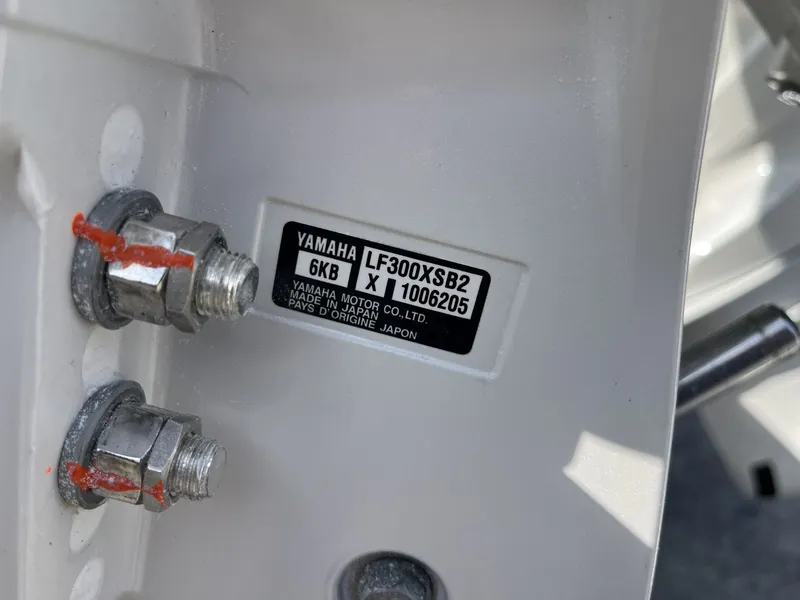 YAMAHA LF300XSB2
6KB X 1006205
YAMAHA MOTOR CO.,LTD.
MADE IN JAPAN
PAYS D'ORIGINE JAPON